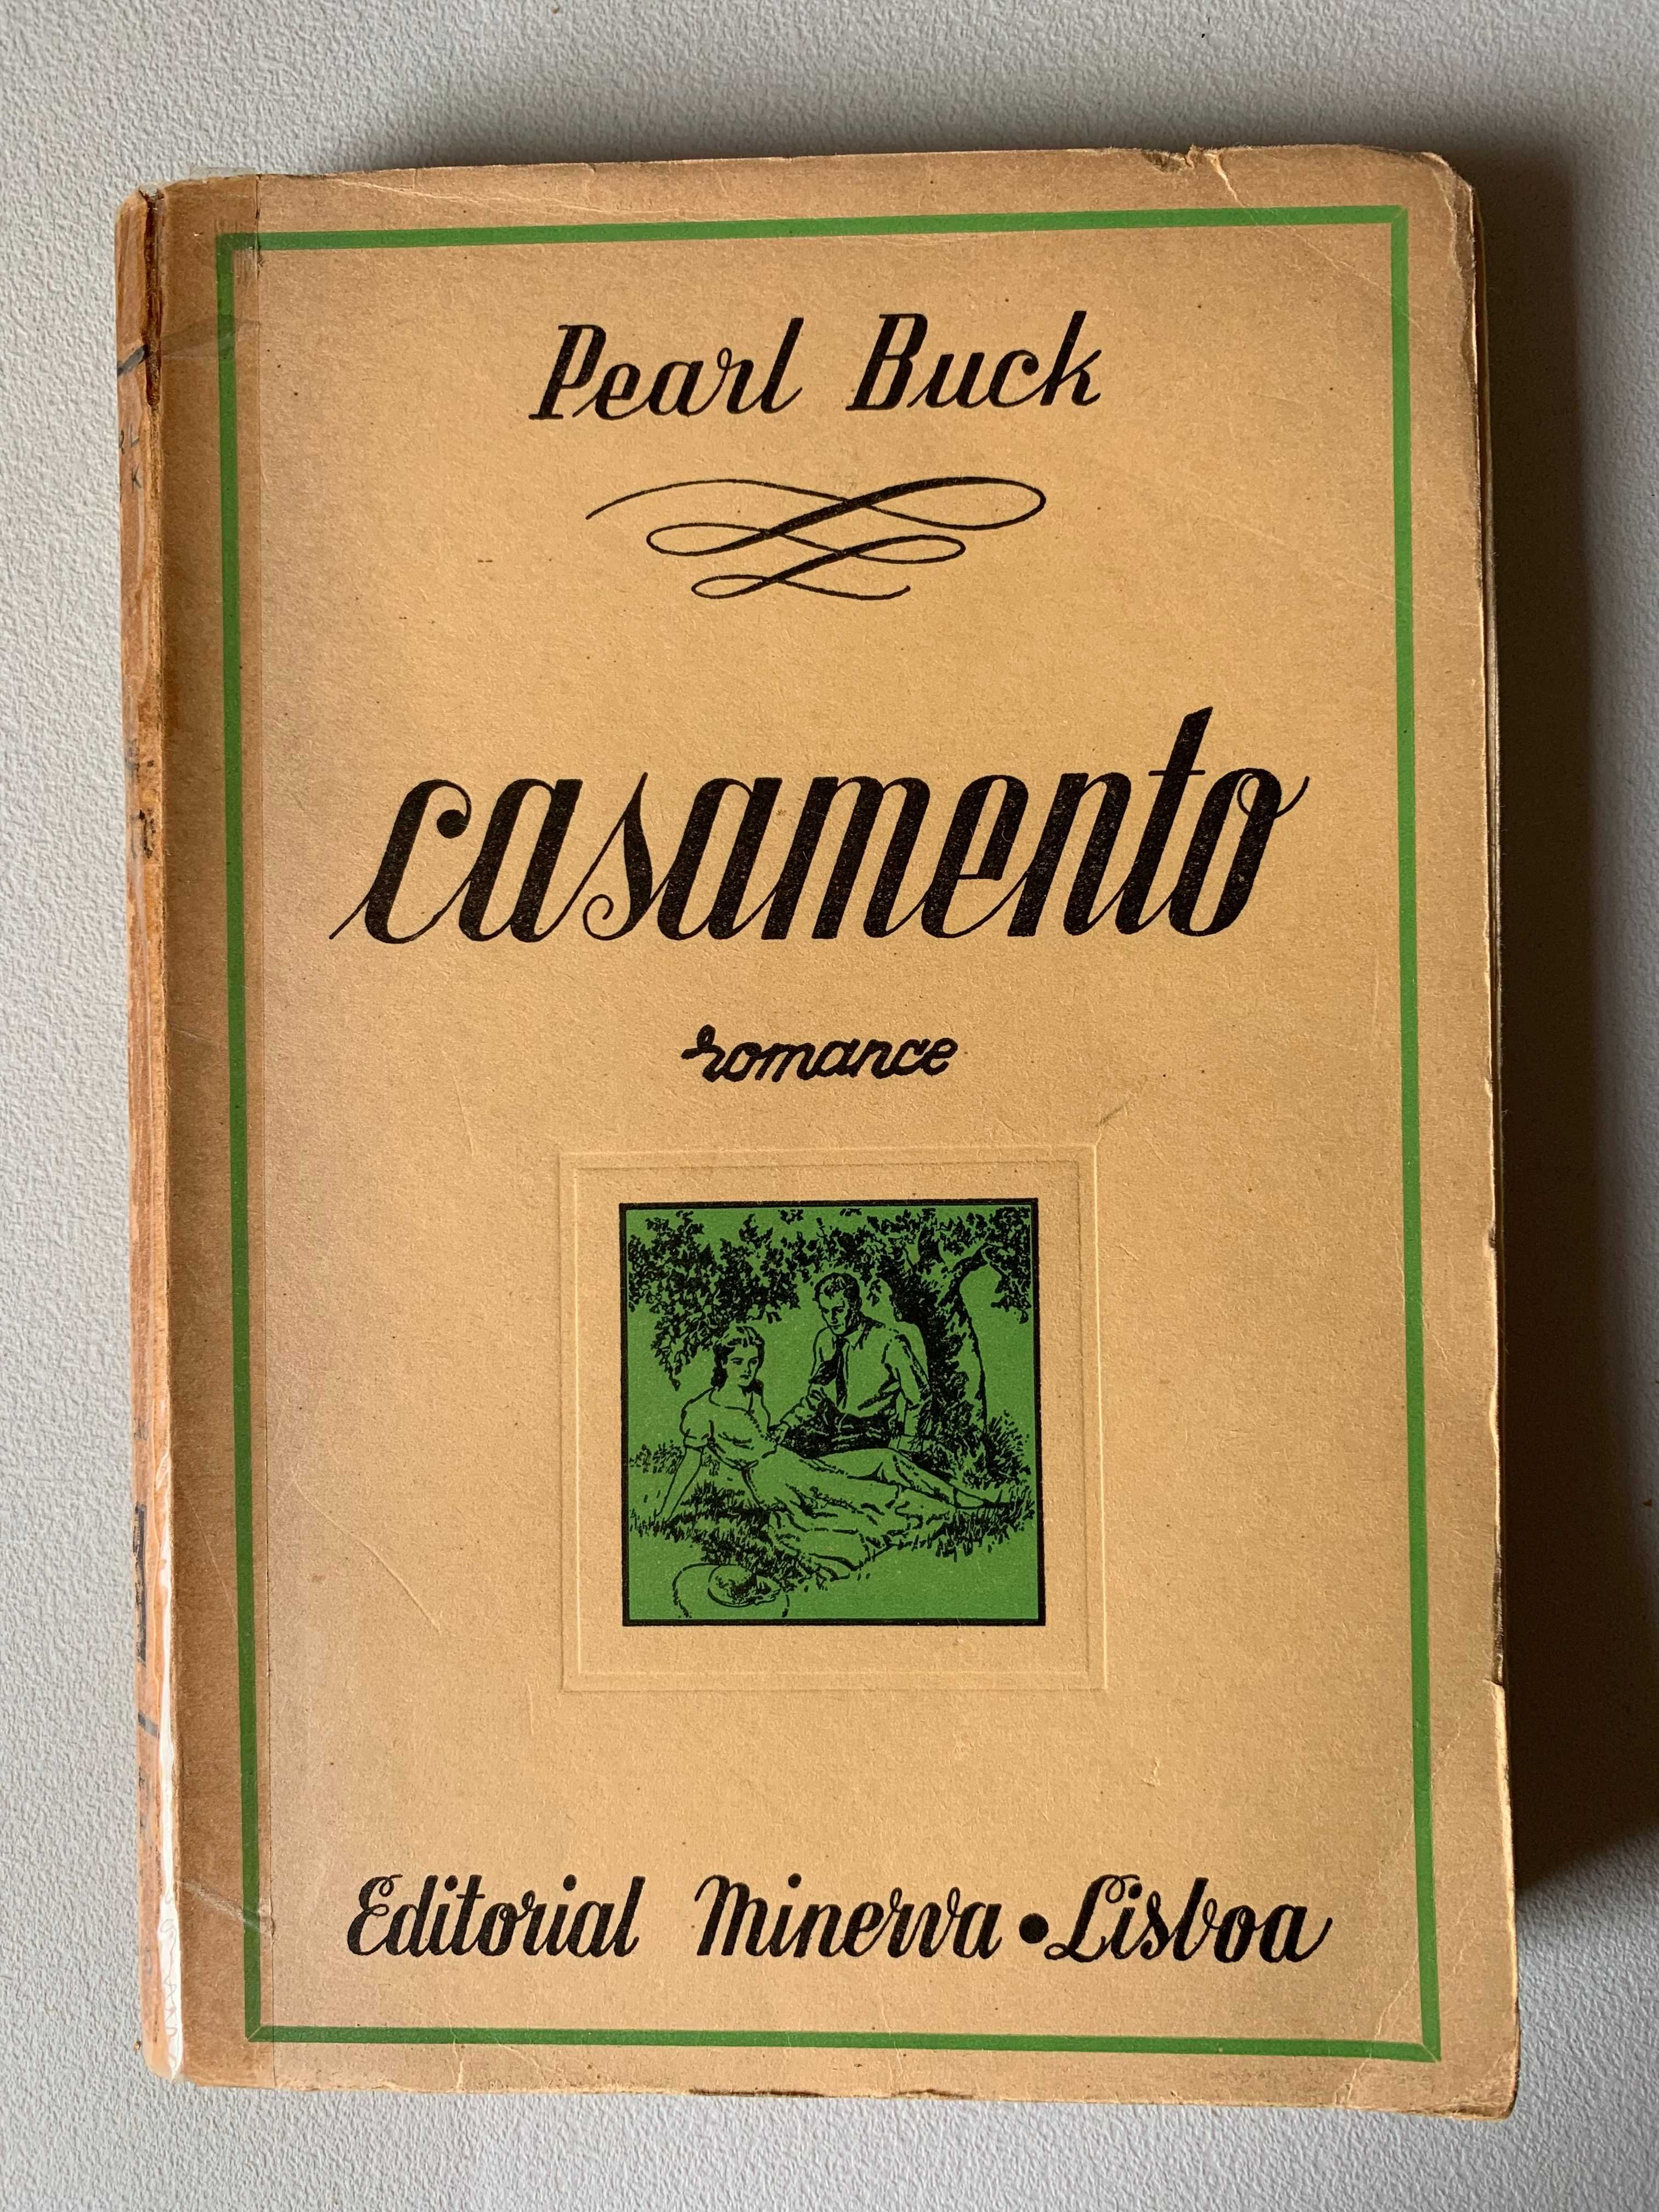 Pearl Buck
casamento
romance
Editorial Minerva • Lisboa